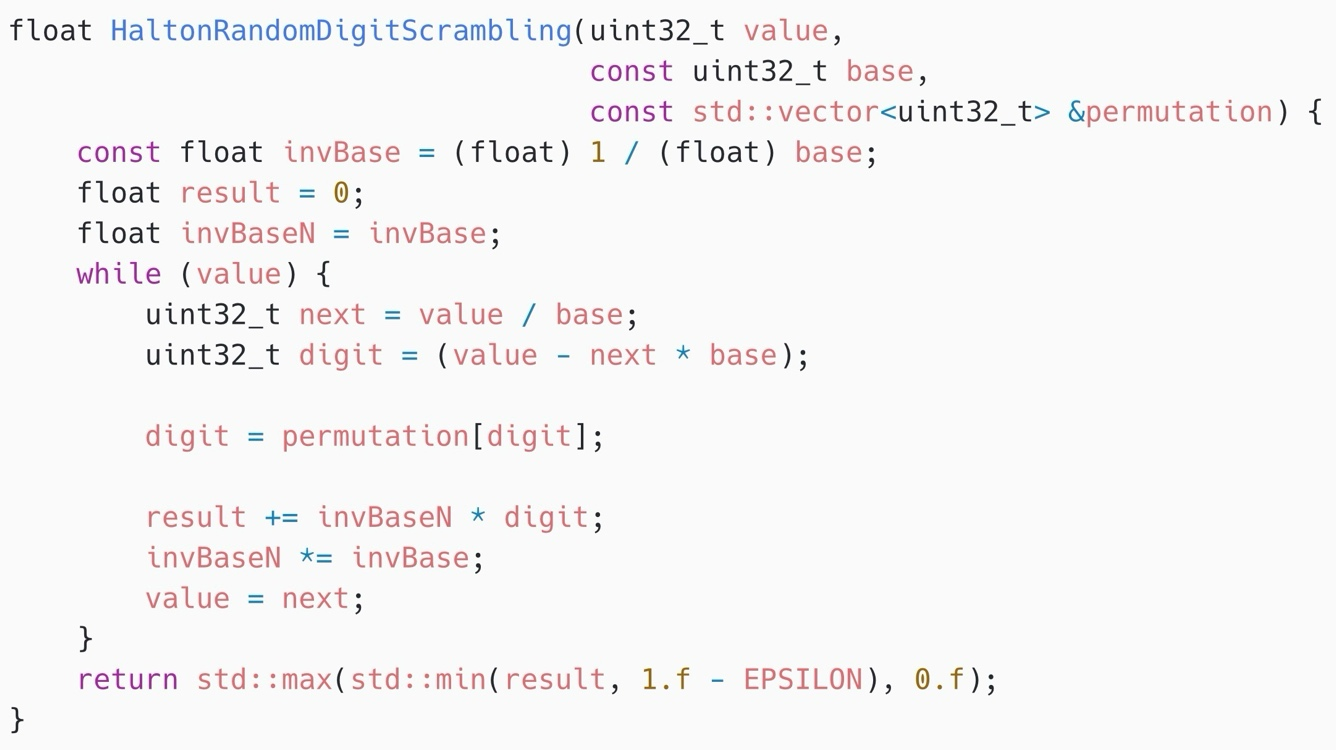 float HaltonRandomDigitScrambling(uint32_t value,
                                  const uint32_t base,
                                  const std::vector<uint32_t> &permutation) {
    const float invBase = (float) 1 / (float) base;
    float result = 0;
    float invBaseN = invBase;
    while (value) {
        uint32_t next = value / base;
        uint32_t digit = (value - next * base);

        digit = permutation[digit];

        result += invBaseN * digit;
        invBaseN *= invBase;
        value = next;
    }
    return std::max(std::min(result, 1.f - EPSILON), 0.f);
}